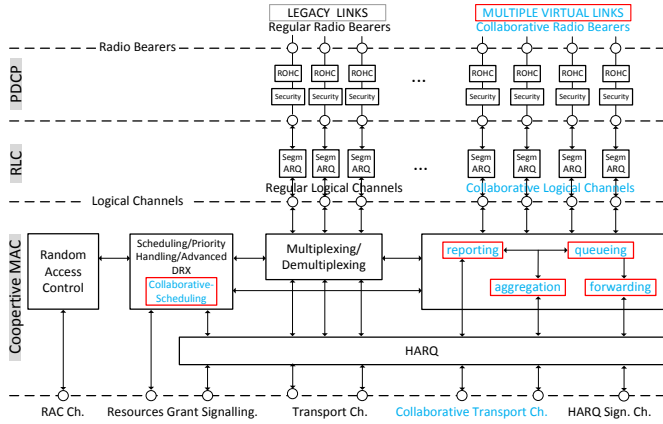 LEGACY LINKS
MULTIPLE VIRTUAL LINKS
Regular Radio Bearers
Collaborative Radio Bearers
Radio Bearers
PDCP
ROHC ROHC ROHC ROHC ROHC ROHC ROHC
...
Security Security Security Security Security Security Security
RLC
Segm Segm Segm Segm Segm Segm Segm
ARQ ARQ ARQ ARQ ARQ ARQ ARQ
...
Regular Logical Channels
Collaborative Logical Channels
Logical Channels
Coopertive MAC
Random
Access
Control
Scheduling/Priority
Handling/Advanced
DRX
Collaborative-
Scheduling
Multiplexing/
Demultiplexing
reporting
queueing
aggregation
forwarding
HARQ
RAC Ch.
Resources Grant Signalling.
Transport Ch.
Collaborative Transport Ch.
HARQ Sign. Ch.